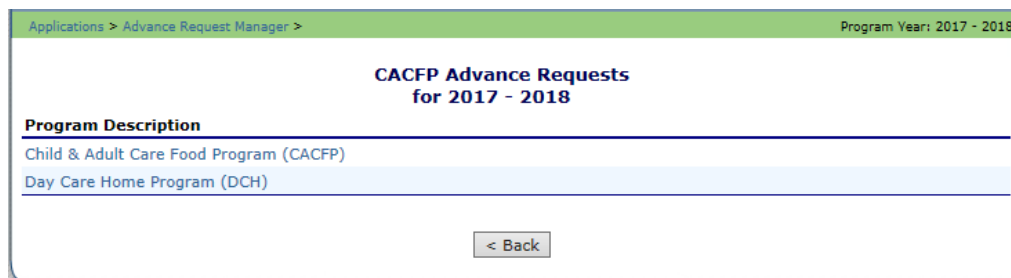 Applications > Advance Request Manager > Program Year: 2017 - 2018
CACFP Advance Requests
for 2017 - 2018
Program Description
Child & Adult Care Food Program (CACFP)
Day Care Home Program (DCH)
< Back